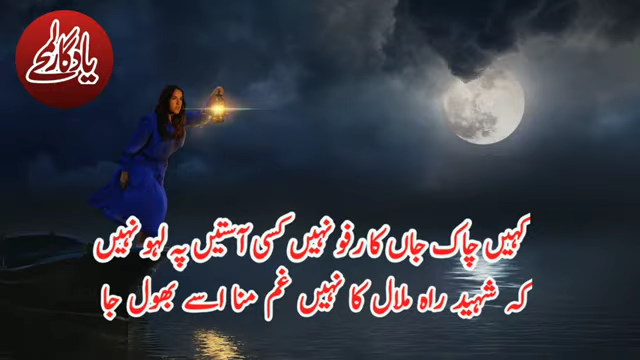 یادگار لمحے
کہیں چاک جاں کا رفو نہیں کسی آستیں پہ لہو نہیں
کہ شہید راہ ملال کا نہیں غم منا اسے بھول جا